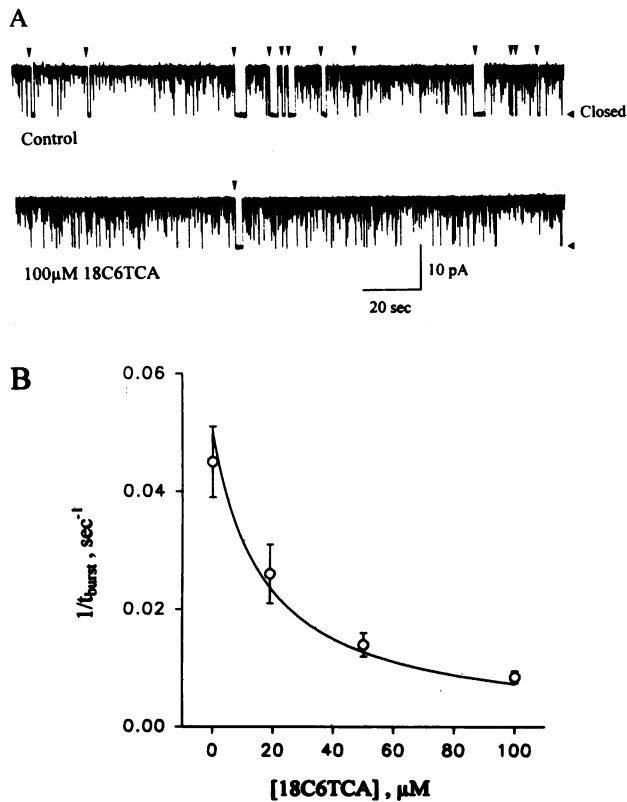 A
Closed
Control
100μM 18C6TCA
10 pA
20 sec
B
0.06
0.04
0.02
0.00
1/t_burst , sec⁻¹
0 20 40 60 80 100
[18C6TCA] , μM